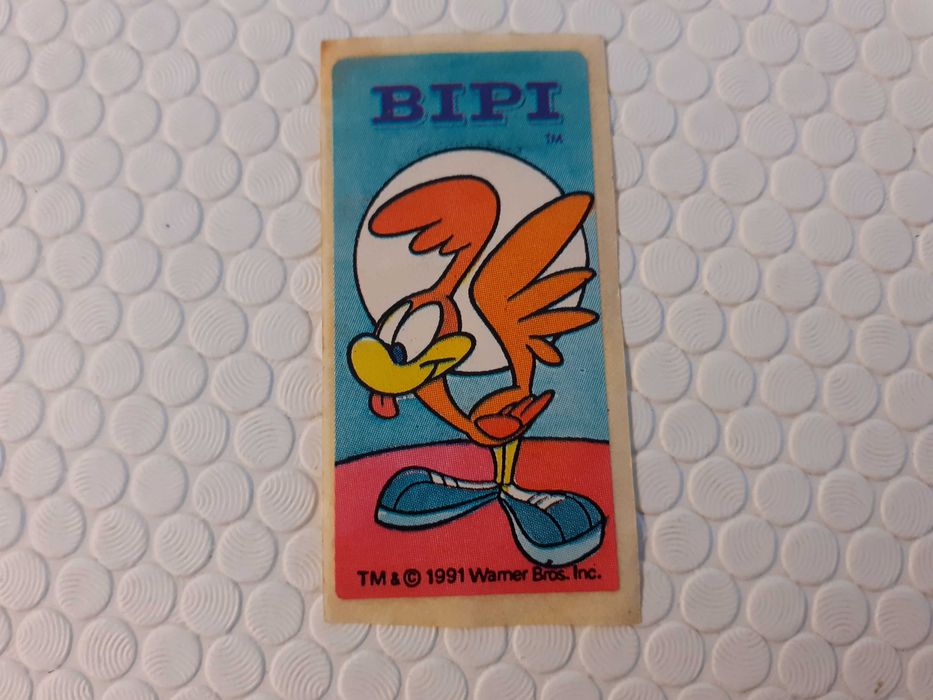 BIPI
TM
TM & © 1991 Warner Bros. Inc.